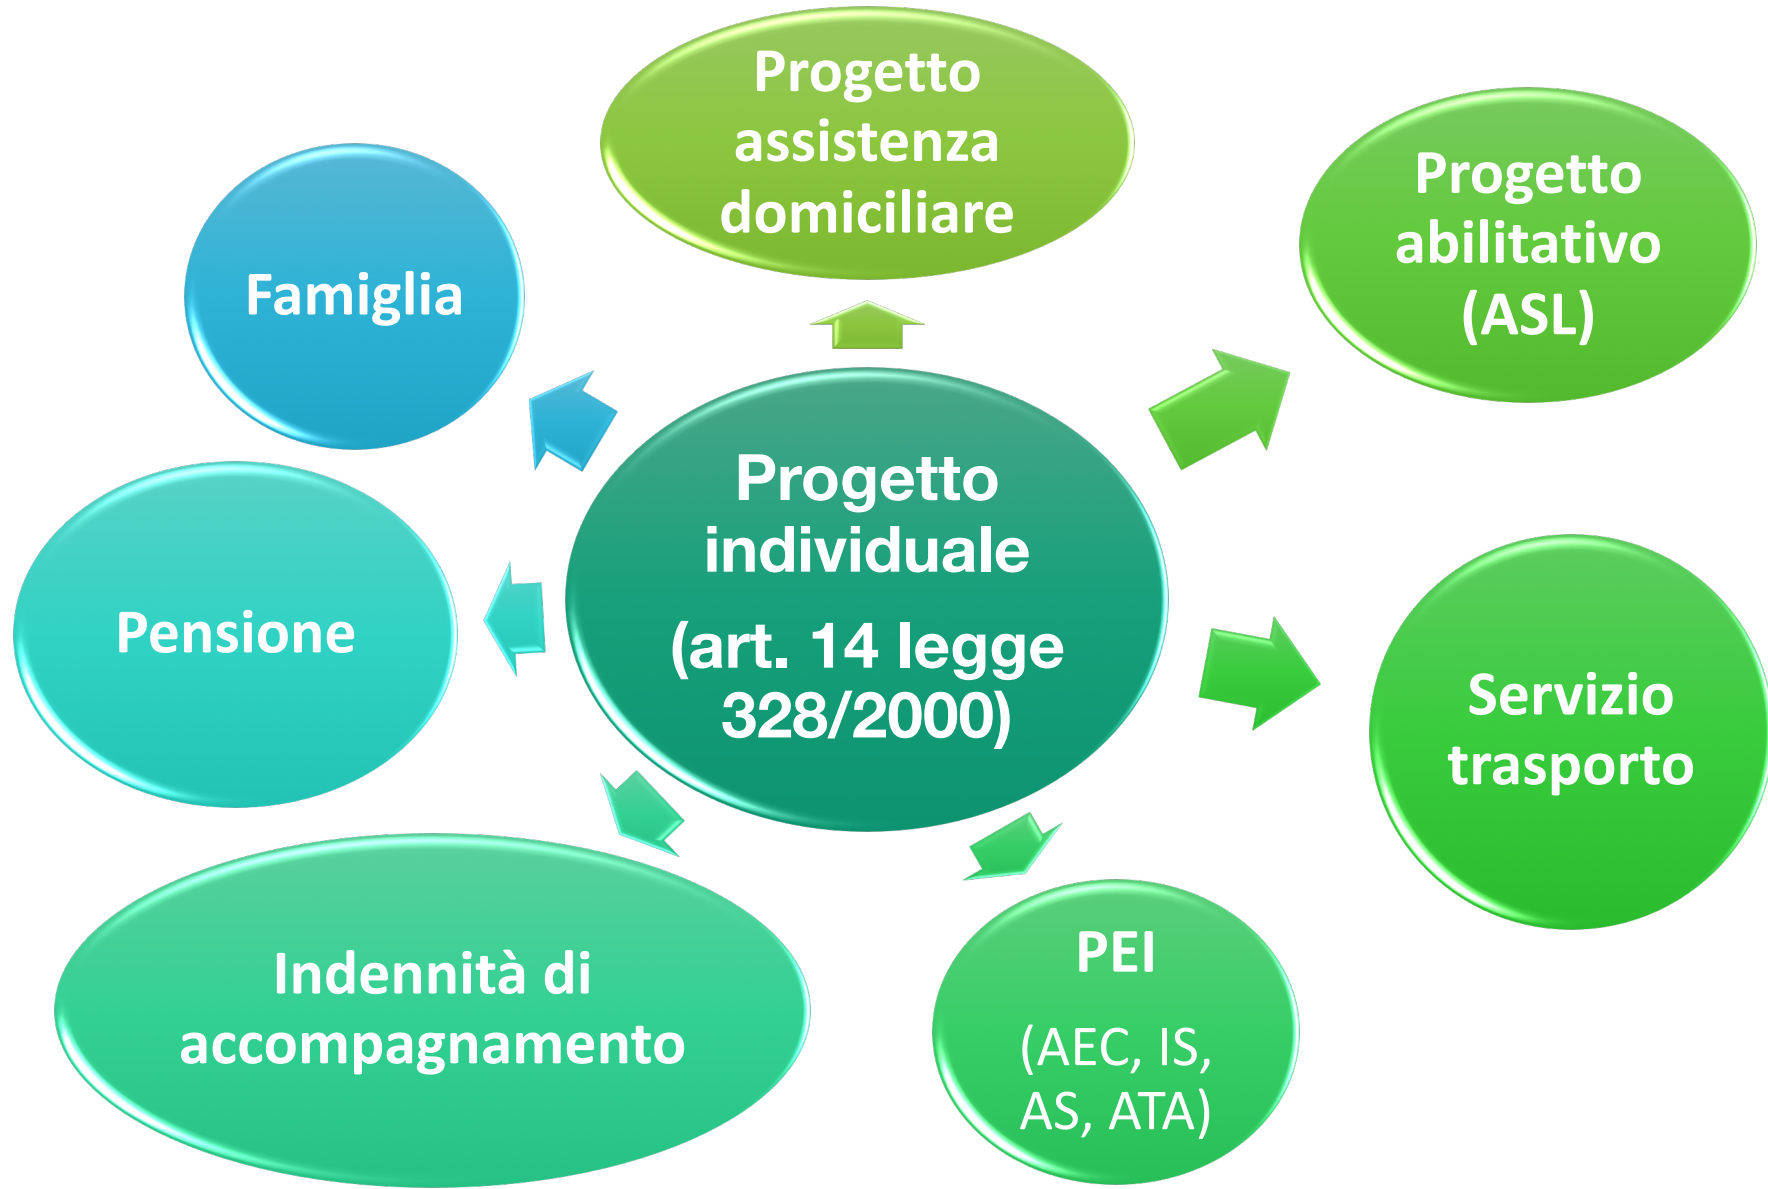 Progetto
assistenza
domiciliare
Progetto
abilitativo
(ASL)
Famiglia
Progetto
individuale
(art. 14 legge
328/2000)
Pensione
Servizio
trasporto
Indennità di
accompagnamento
PEI
(AEC, IS,
AS, ATA)